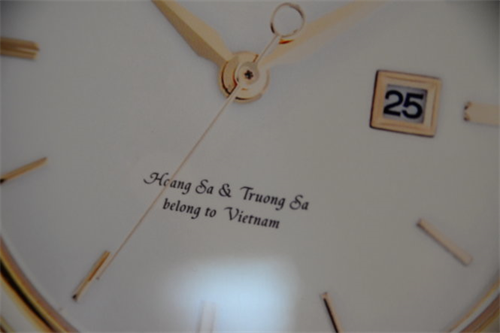 25
Hoang Sa & Truong Sa
belong to Vietnam